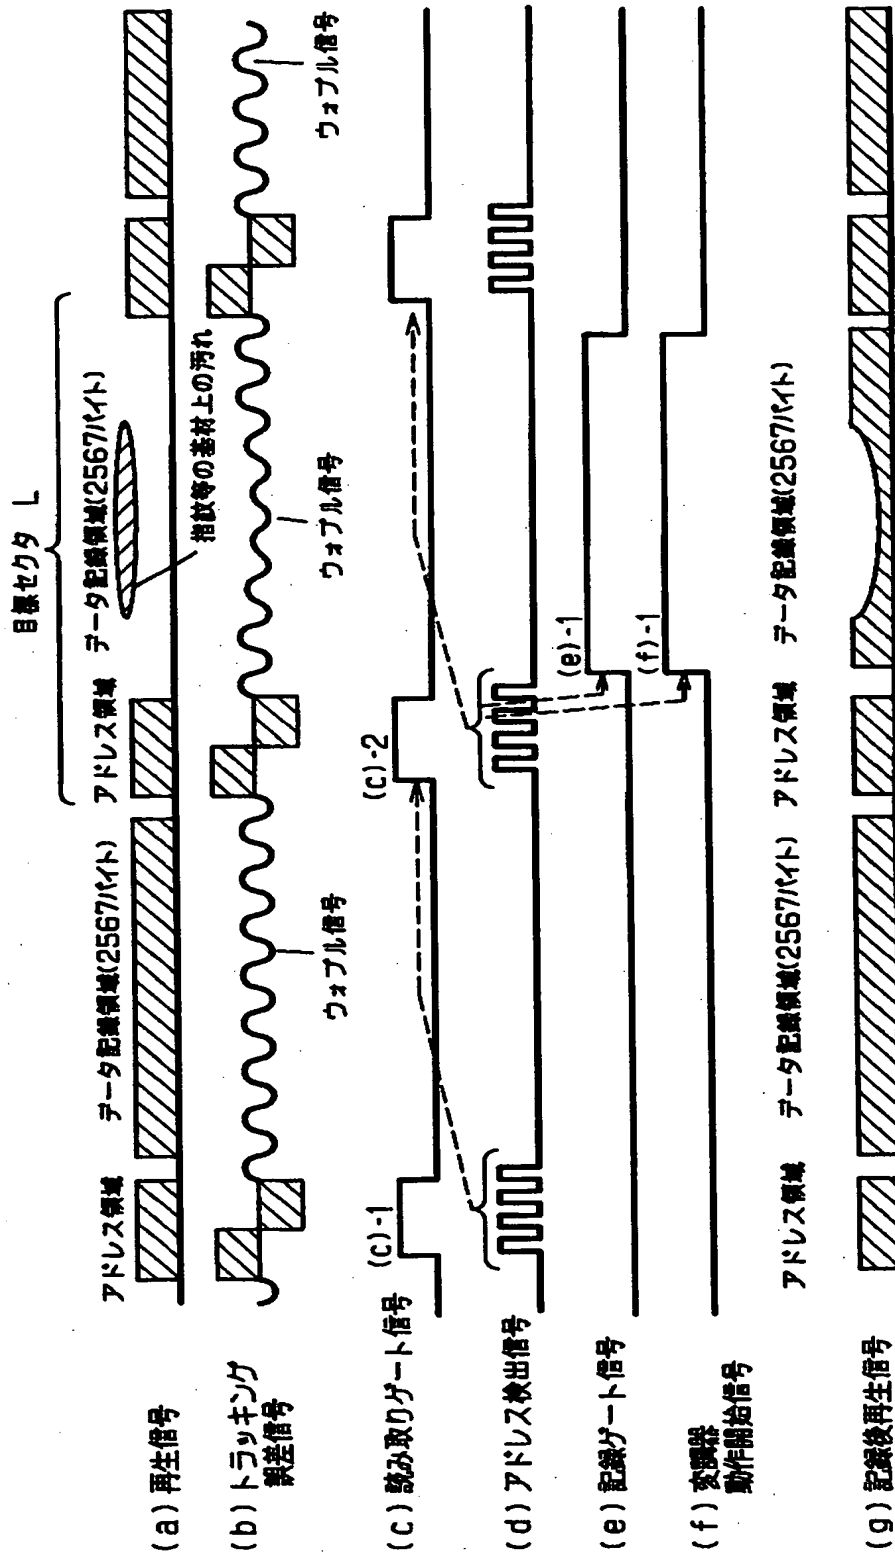 目標セクタ L
アドレス領域
データ記録領域(2567バイト)
アドレス領域
データ記録領域(2567バイト)
指紋等の基材上の汚れ
(a) 再生信号
(b) トラッキング
誤差信号
ウォブル信号
ウォブル信号
ウォブル信号
(c) 読み取りゲート信号
(c)-1
(c)-2
(d) アドレス検出信号
(e) 記録ゲート信号
(e)-1
(f) 変調器
動作開始信号
(f)-1
アドレス領域
データ記録領域(2567バイト)
アドレス領域
データ記録領域(2567バイト)
(g) 記録後再生信号